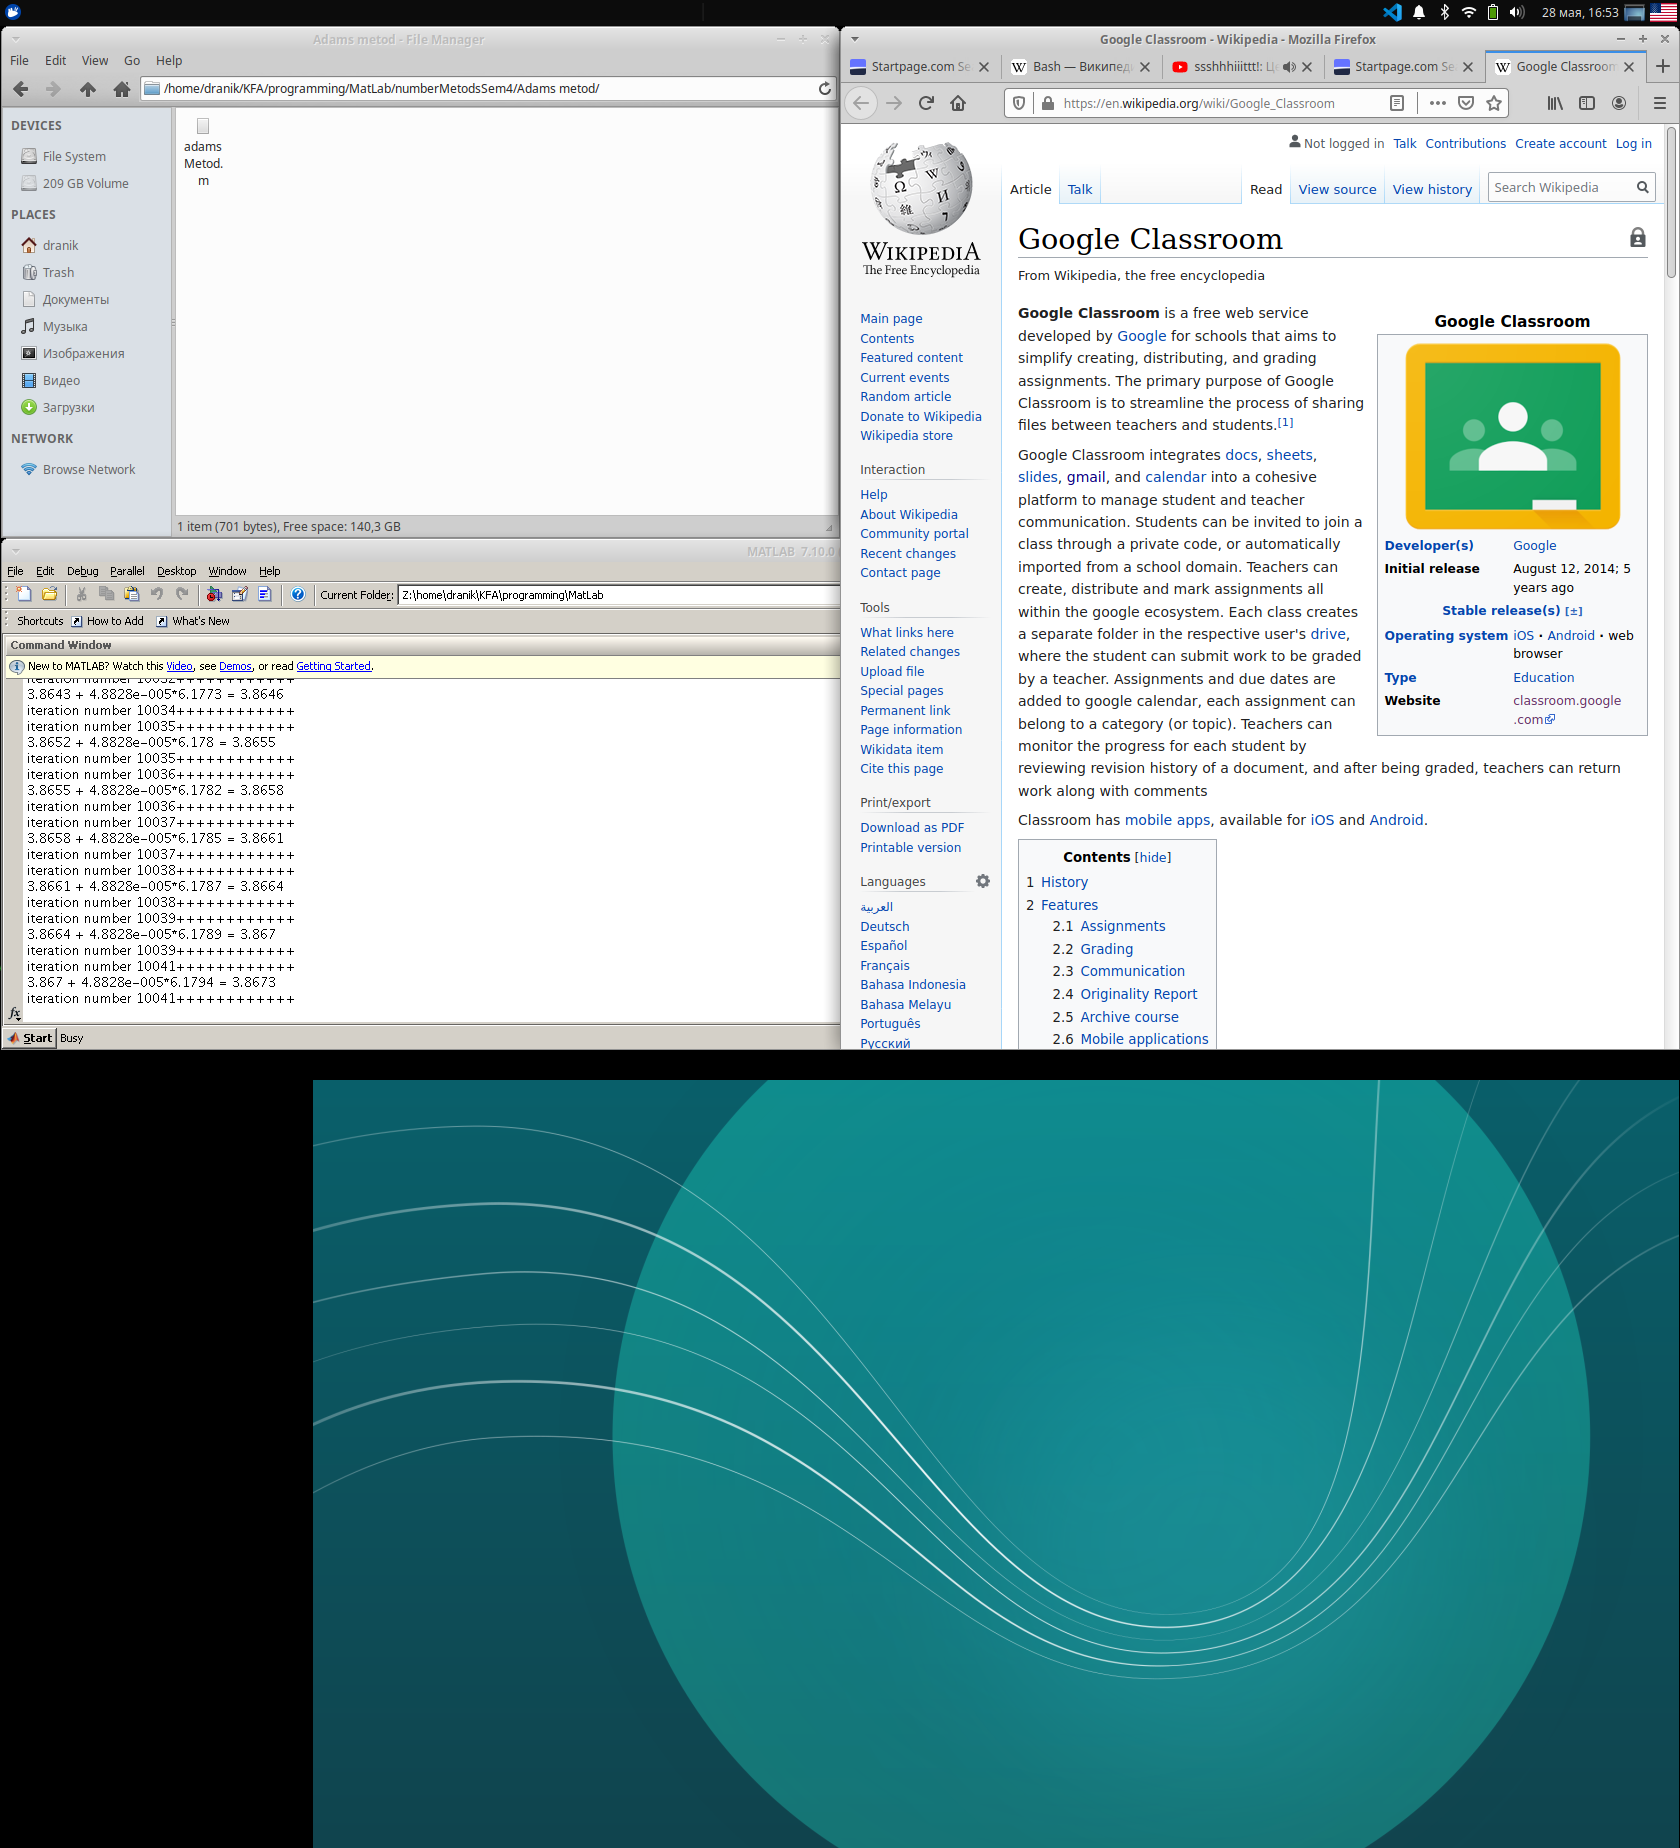 28 мая, 16:53
Adams metod - File Manager
File Edit View Go Help
/home/dranik/KFA/programming/MatLab/numberMetodsSem4/Adams metod/
DEVICES
File System
209 GB Volume
PLACES
dranik
Trash
Документы
Музыка
Изображения
Видео
Загрузки
NETWORK
Browse Network
adams
Metod.
m
1 item (701 bytes), Free space: 140,3 GB
MATLAB 7.10.0
File Edit Debug Parallel Desktop Window Help
Current Folder: Z:\home\dranik\KFA\programming\MatLab
Shortcuts How to Add What's New
Command Window
New to MATLAB? Watch this Video, see Demos, or read Getting Started.
iteration number 10032++++++++++++
3.8643 + 4.8828e-005*6.1773 = 3.8646
iteration number 10034++++++++++++
iteration number 10035++++++++++++
3.8652 + 4.8828e-005*6.178 = 3.8655
iteration number 10035++++++++++++
iteration number 10036++++++++++++
3.8655 + 4.8828e-005*6.1782 = 3.8658
iteration number 10036++++++++++++
iteration number 10037++++++++++++
3.8658 + 4.8828e-005*6.1785 = 3.8661
iteration number 10037++++++++++++
iteration number 10038++++++++++++
3.8661 + 4.8828e-005*6.1787 = 3.8664
iteration number 10038++++++++++++
iteration number 10039++++++++++++
3.8664 + 4.8828e-005*6.1789 = 3.867
iteration number 10039++++++++++++
iteration number 10041++++++++++++
3.867 + 4.8828e-005*6.1794 = 3.8673
iteration number 10041++++++++++++
fx
Start Busy
Google Classroom - Wikipedia - Mozilla Firefox
Startpage.com Se
Bash — Википеди
ssshhhiiittt!: Це
Startpage.com Se
Google Classroom
https://en.wikipedia.org/wiki/Google_Classroom
WIKIPEDIA
The Free Encyclopedia
Not logged in Talk Contributions Create account Log in
Article Talk Read View source View history Search Wikipedia
Main page
Contents
Featured content
Current events
Random article
Donate to Wikipedia
Wikipedia store
Interaction
Help
About Wikipedia
Community portal
Recent changes
Contact page
Tools
What links here
Related changes
Upload file
Special pages
Permanent link
Page information
Wikidata item
Cite this page
Print/export
Download as PDF
Printable version
Languages
العربية
Deutsch
Español
Français
Bahasa Indonesia
Bahasa Melayu
Português
Русский
Google Classroom
From Wikipedia, the free encyclopedia
Google Classroom is a free web service
developed by Google for schools that aims to
simplify creating, distributing, and grading
assignments. The primary purpose of Google
Classroom is to streamline the process of sharing
files between teachers and students.[1]
Google Classroom integrates docs, sheets,
slides, gmail, and calendar into a cohesive
platform to manage student and teacher
communication. Students can be invited to join a
class through a private code, or automatically
imported from a school domain. Teachers can
create, distribute and mark assignments all
within the google ecosystem. Each class creates
a separate folder in the respective user's drive,
where the student can submit work to be graded
by a teacher. Assignments and due dates are
added to google calendar, each assignment can
belong to a category (or topic). Teachers can
monitor the progress for each student by
reviewing revision history of a document, and after being graded, teachers can return
work along with comments
Classroom has mobile apps, available for iOS and Android.
Google Classroom
Developer(s) Google
Initial release August 12, 2014; 5
years ago
Stable release(s) [±]
Operating system iOS · Android · web
browser
Type Education
Website classroom.google
.com
Contents [hide]
1 History
2 Features
2.1 Assignments
2.2 Grading
2.3 Communication
2.4 Originality Report
2.5 Archive course
2.6 Mobile applications